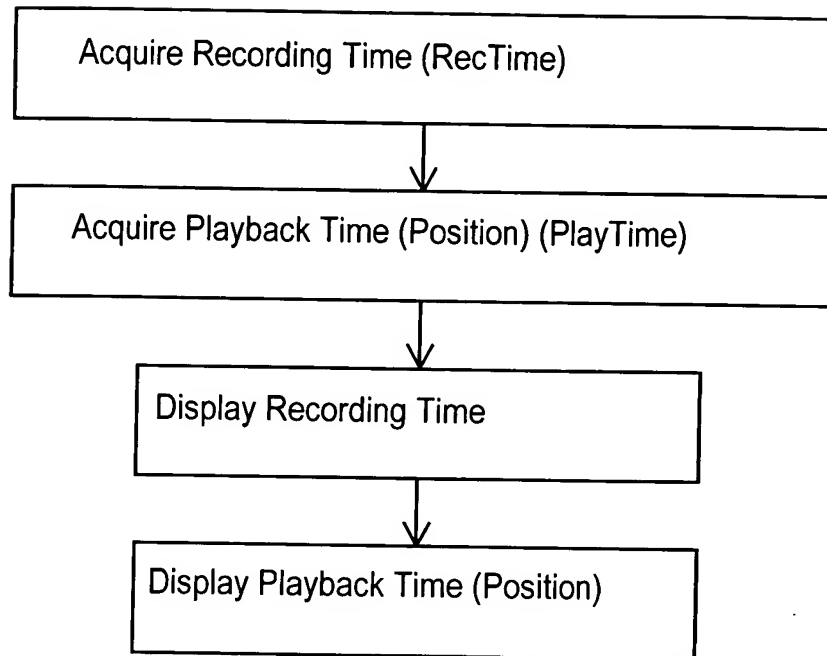 Acquire Recording Time (RecTime)
Acquire Playback Time (Position) (PlayTime)
Display Recording Time
Display Playback Time (Position)